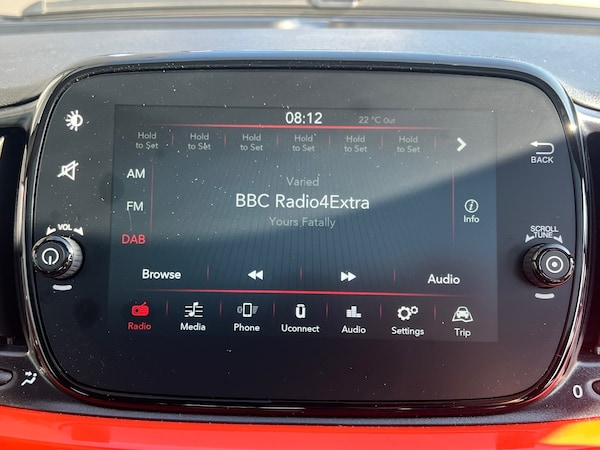 08:12
22 °C Out
Hold to Set
Hold to Set
Hold to Set
Hold to Set
Hold to Set
Hold to Set
BACK
AM
FM
DAB
Varied
BBC Radio4Extra
Yours Fatally
Info
VOL
SCROLL
TUNE
Browse
Audio
Radio
Media
Phone
Uconnect
Audio
Settings
Trip
0